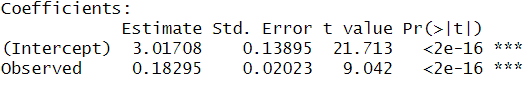 Coefficients:
Estimate Std. Error t value Pr(>|t|)
(Intercept) 3.01708 0.13895 21.713 <2e-16 ***
Observed 0.18295 0.02023 9.042 <2e-16 ***